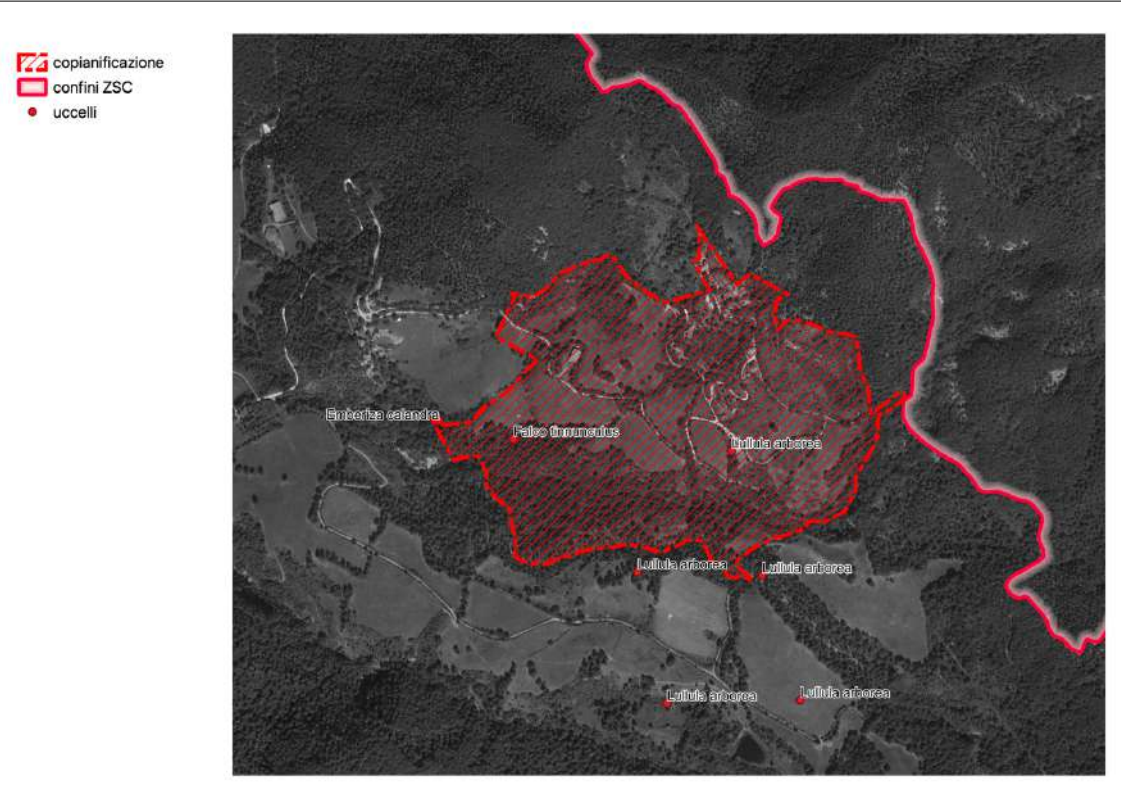 copianificazione
confini ZSC
uccelli
Emberiza calandra
Falco tinnunculus
Lullula arborea
Lullula arborea
Lullula arborea
Lullula arborea
Lullula arborea